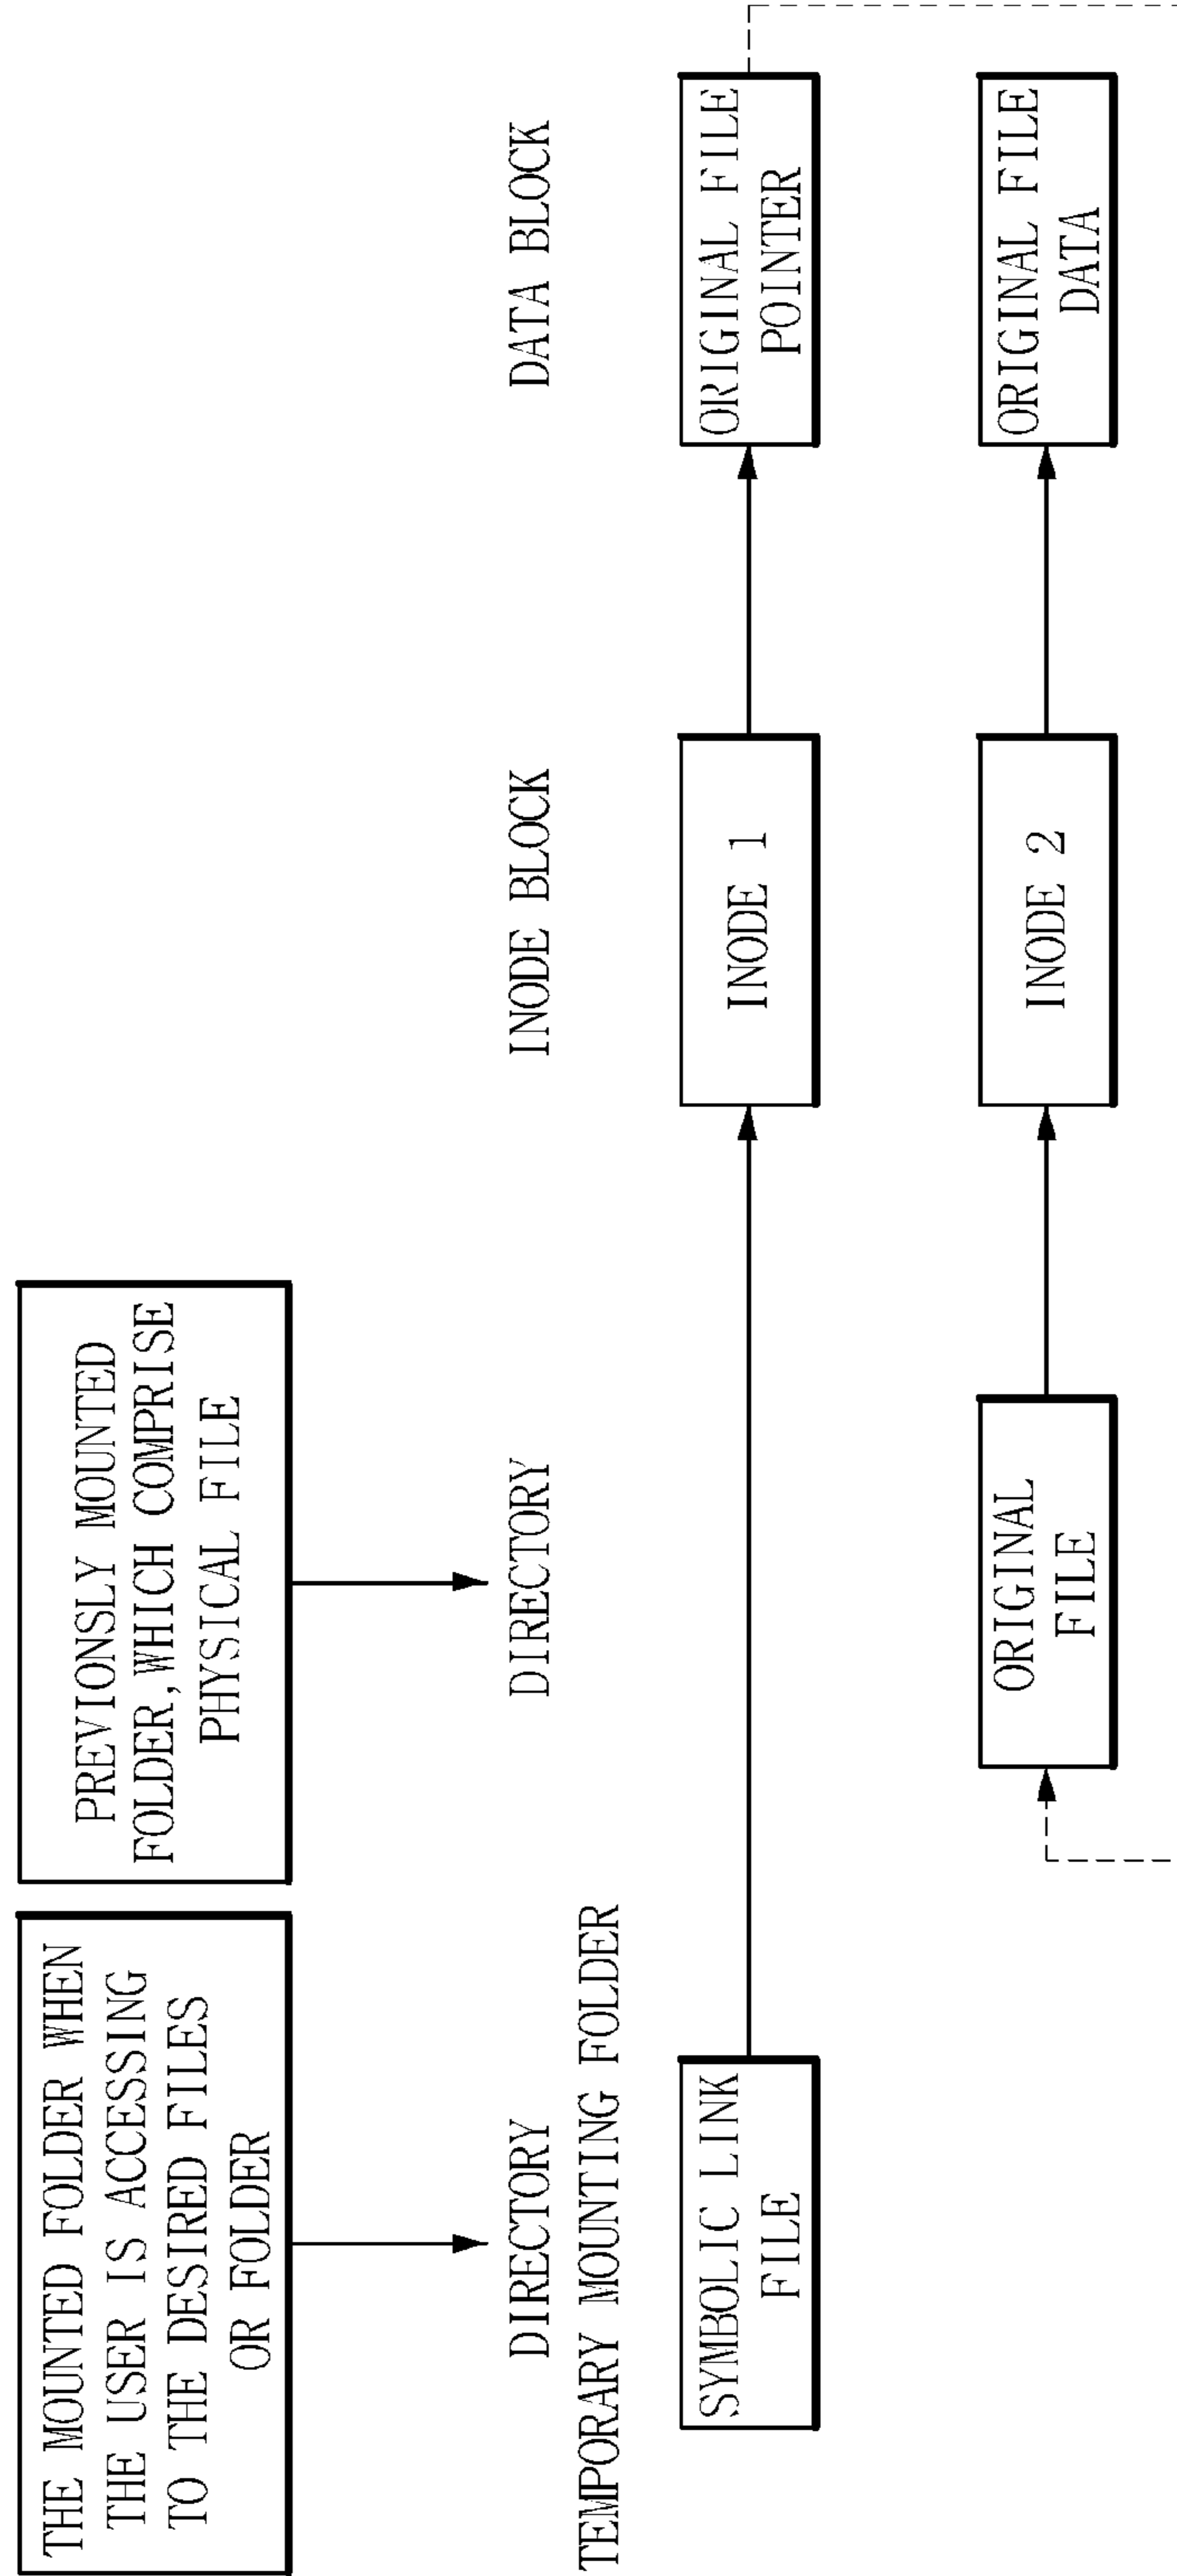 THE MOUNTED FOLDER WHEN
THE USER IS ACCESSING
TO THE DESIRED FILES
OR FOLDER
PREVIONSLY MOUNTED
FOLDER,WHICH COMPRISE
PHYSICAL FILE
DIRECTORY
TEMPORARY MOUNTING FOLDER
DIRECTORY
INODE BLOCK
DATA BLOCK
SYMBOLIC LINK
FILE
INODE 1
ORIGINAL FILE
POINTER
ORIGINAL
FILE
INODE 2
ORIGINAL FILE
DATA